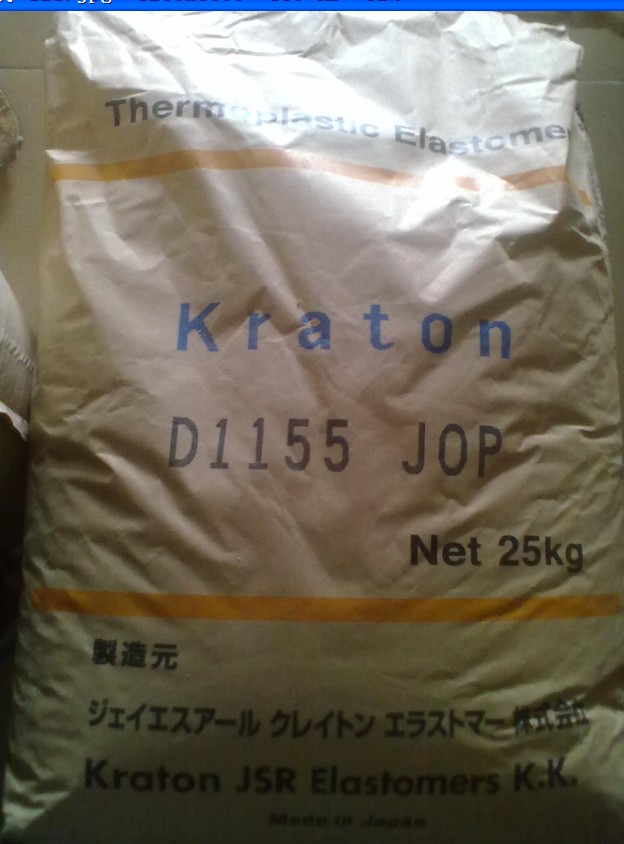 Thermoplastic Elastome
Kraton
D1155 JOP
Net 25kg
製造元
ジェイエスアール クレイトン エラストマー 株式会社
Kraton JSR Elastomers K.K.
Made in Japan